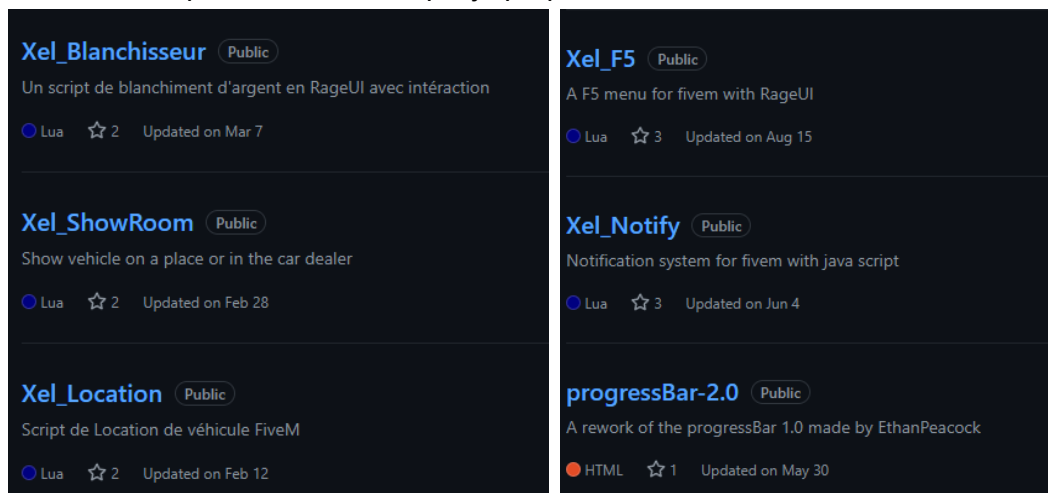 Xel_Blanchisseur Public
Un script de blanchiment d'argent en RageUI avec intéraction
Lua 2 Updated on Mar 7
Xel_ShowRoom Public
Show vehicle on a place or in the car dealer
Lua 2 Updated on Feb 28
Xel_Location Public
Script de Location de véhicule FiveM
Lua 2 Updated on Feb 12
Xel_F5 Public
A F5 menu for fivem with RageUI
Lua 3 Updated on Aug 15
Xel_Notify Public
Notification system for fivem with java script
Lua 3 Updated on Jun 4
progressBar-2.0 Public
A rework of the progressBar 1.0 made by EthanPeacock
HTML 1 Updated on May 30